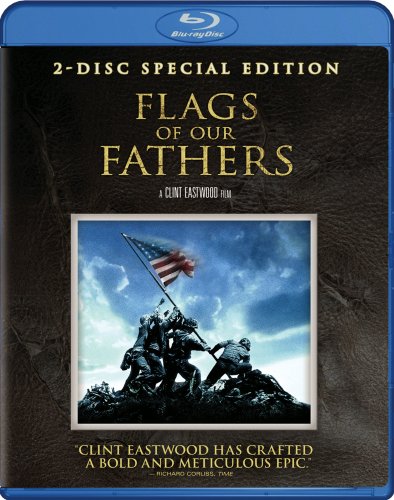 Blu-ray Disc
2-DISC SPECIAL EDITION
FLAGS
OF OUR
FATHERS
A CLINT EASTWOOD FILM
"CLINT EASTWOOD HAS CRAFTED
A BOLD AND METICULOUS EPIC."
— RICHARD CORLISS, TIME